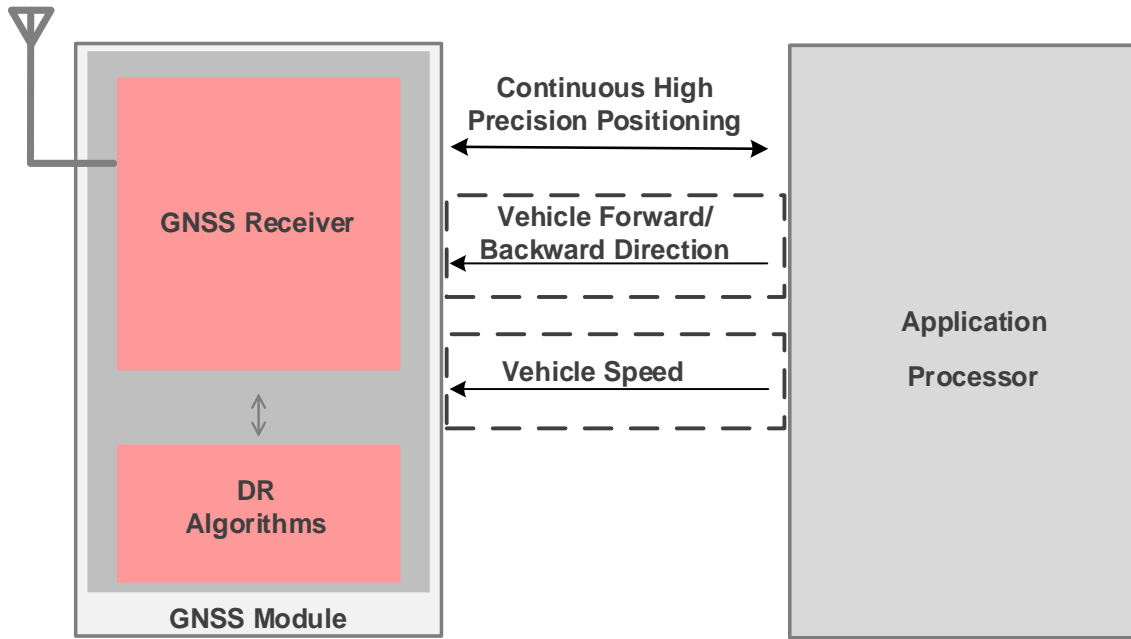 Continuous High
Precision Positioning
GNSS Receiver
Vehicle Forward/
Backward Direction
Vehicle Speed
Application
Processor
DR
Algorithms
GNSS Module